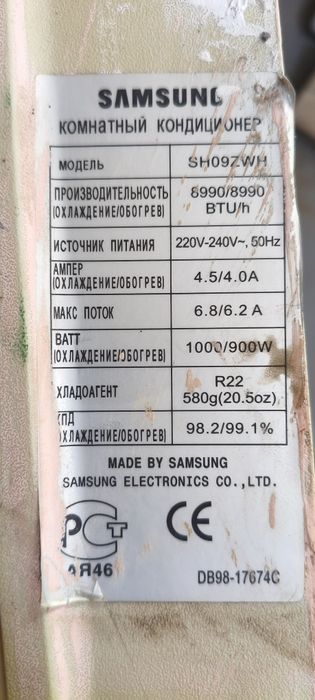 SAMSUNG
КОМНАТНЫЙ КОНДИЦИОНЕР
МОДЕЛЬ SH09ZWH
ПРОИЗВОДИТЕЛЬНОСТЬ 8990/8990
(ОХЛАЖДЕНИЕ/ОБОГРЕВ) BTU/h
ИСТОЧНИК ПИТАНИЯ 220V-240V~, 50Hz
АМПЕР
(ОХЛАЖДЕНИЕ/ОБОГРЕВ) 4.5/4.0A
МАКС ПОТОК 6.8/6.2 A
ВАТТ
(ОХЛАЖДЕНИЕ/ОБОГРЕВ) 1000/900W
ХЛАДОАГЕНТ R22
580g(20.5oz)
КПД
ОХЛАЖДЕНИЕ/ОБОГРЕВ) 98.2/99.1%
MADE BY SAMSUNG
SAMSUNG ELECTRONICS CO., LTD.
РСТ CE
АЯ46 DB98-17674C